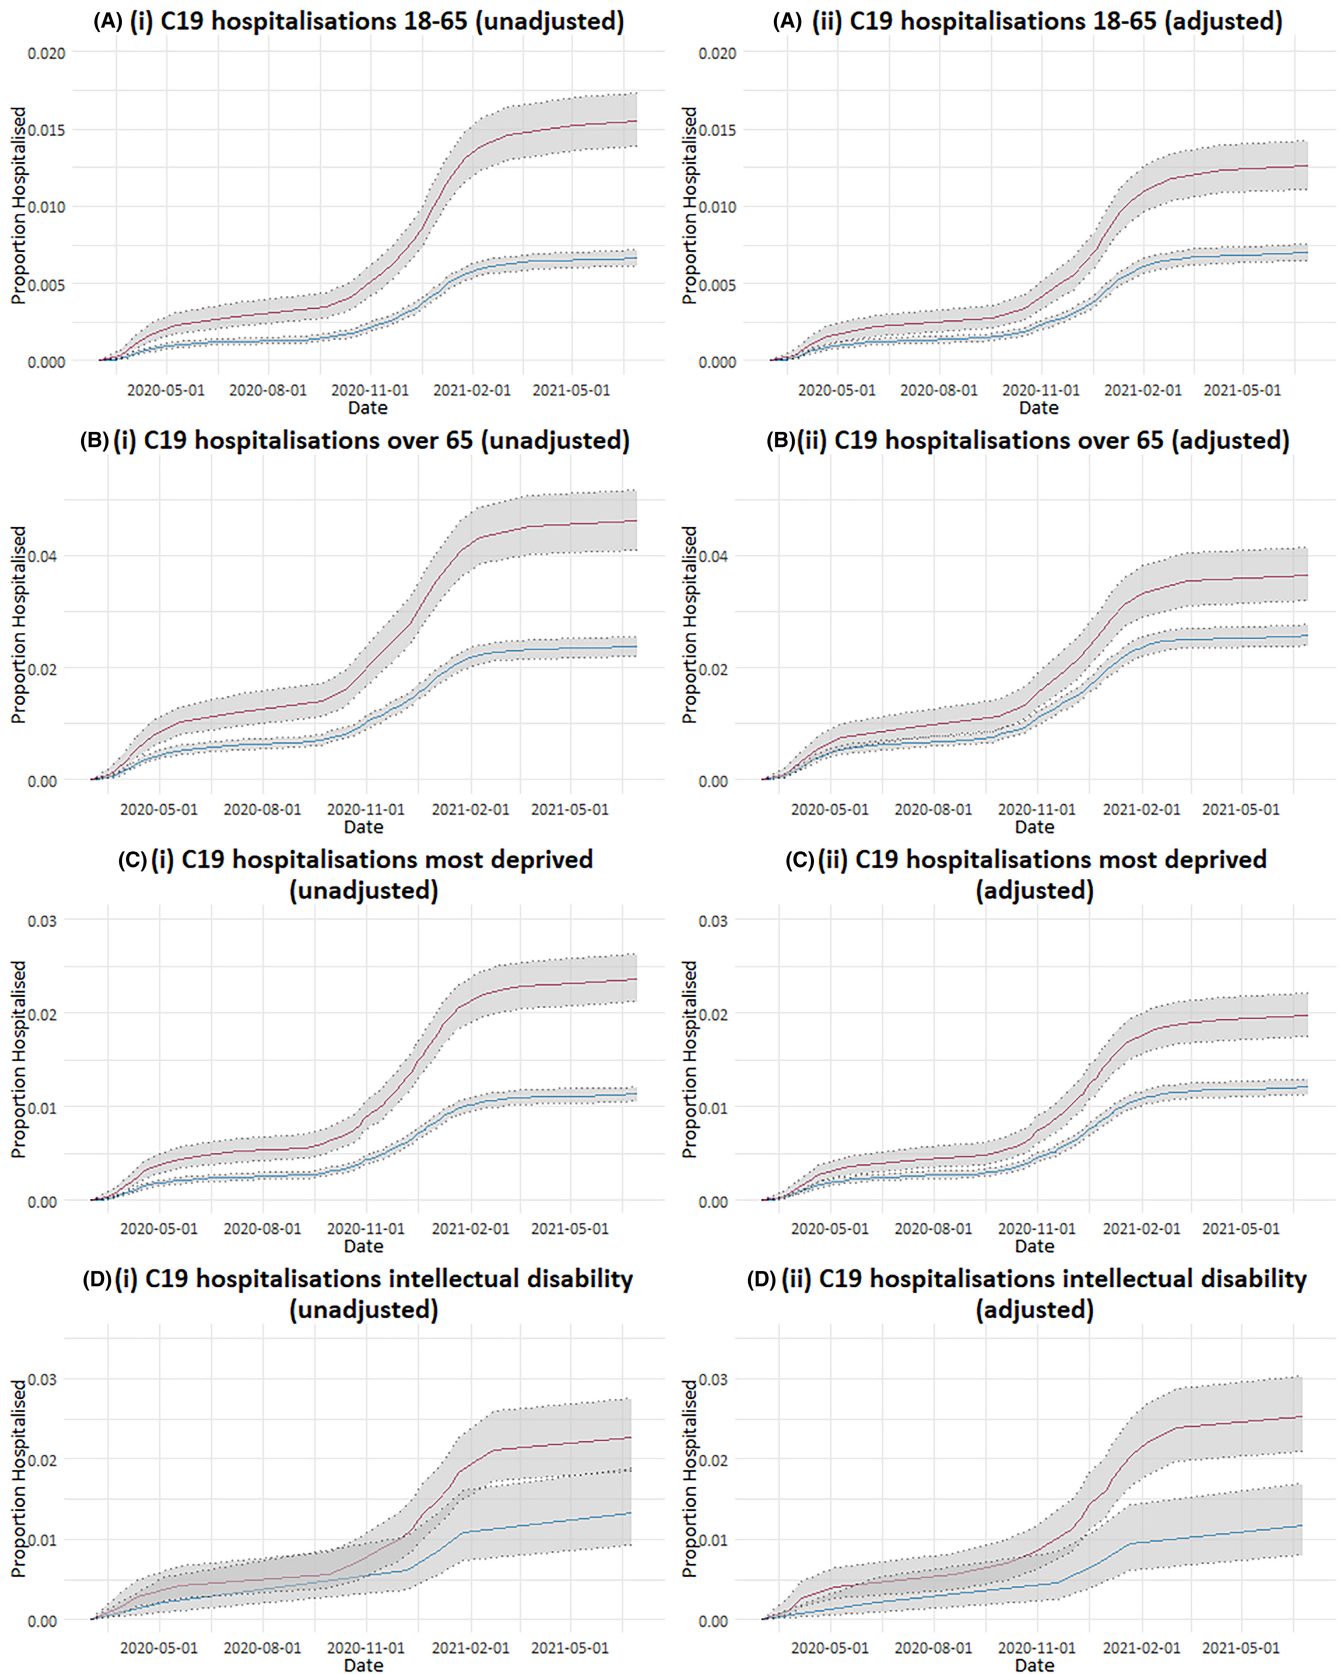 (A) (i) C19 hospitalisations 18-65 (unadjusted)
0.020
0.015
0.010
0.005
0.000
Proportion Hospitalised
2020-05-01 2020-08-01 2020-11-01 2021-02-01 2021-05-01
Date
(A) (ii) C19 hospitalisations 18-65 (adjusted)
0.020
0.015
0.010
0.005
0.000
Proportion Hospitalised
2020-05-01 2020-08-01 2020-11-01 2021-02-01 2021-05-01
Date
(B) (i) C19 hospitalisations over 65 (unadjusted)
0.04
0.02
0.00
Proportion Hospitalised
2020-05-01 2020-08-01 2020-11-01 2021-02-01 2021-05-01
Date
(B) (ii) C19 hospitalisations over 65 (adjusted)
0.04
0.02
0.00
Proportion Hospitalised
2020-05-01 2020-08-01 2020-11-01 2021-02-01 2021-05-01
Date
(C) (i) C19 hospitalisations most deprived
(unadjusted)
0.03
0.02
0.01
0.00
Proportion Hospitalised
2020-05-01 2020-08-01 2020-11-01 2021-02-01 2021-05-01
Date
(C) (ii) C19 hospitalisations most deprived
(adjusted)
0.03
0.02
0.01
0.00
Proportion Hospitalised
2020-05-01 2020-08-01 2020-11-01 2021-02-01 2021-05-01
Date
(D) (i) C19 hospitalisations intellectual disability
(unadjusted)
0.03
0.02
0.01
0.00
Proportion Hospitalised
2020-05-01 2020-08-01 2020-11-01 2021-02-01 2021-05-01
Date
(D) (ii) C19 hospitalisations intellectual disability
(adjusted)
0.03
0.02
0.01
0.00
Proportion Hospitalised
2020-05-01 2020-08-01 2020-11-01 2021-02-01 2021-05-01
Date